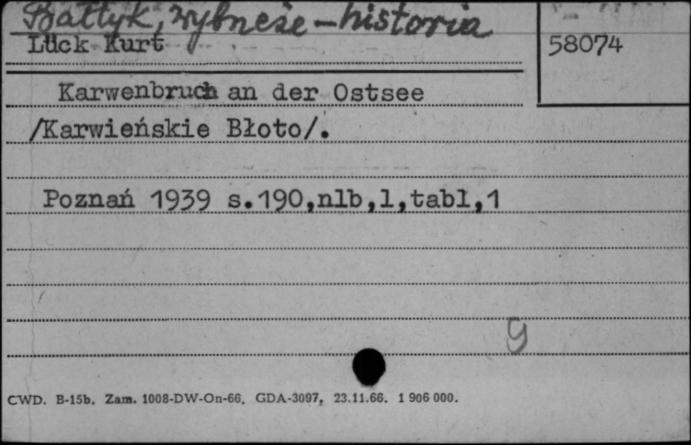 Bałtyk, wybrzeże – historia
Lück Kurt
58074
Karwenbruch an der Ostsee
/Karwieńskie Błoto/.
Poznań 1939 s.190,nlb,l,tabl,1
9
CWD. B-15b. Zam. 1008-DW-On-66. GDA-3097. 23.11.66. 1 906 000.